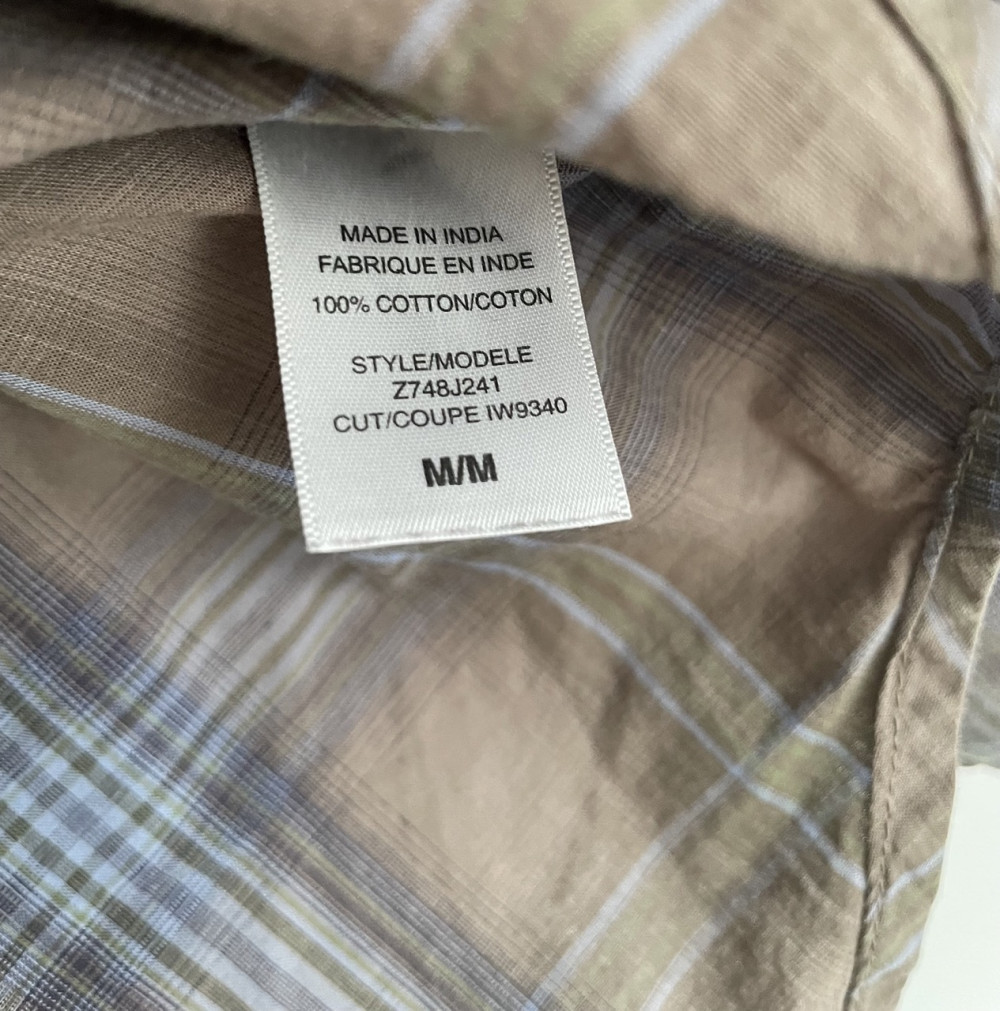 MADE IN INDIA
FABRIQUE EN INDE
100% COTTON/COTON
STYLE/MODELE
Z748J241
CUT/COUPE IW9340
M/M